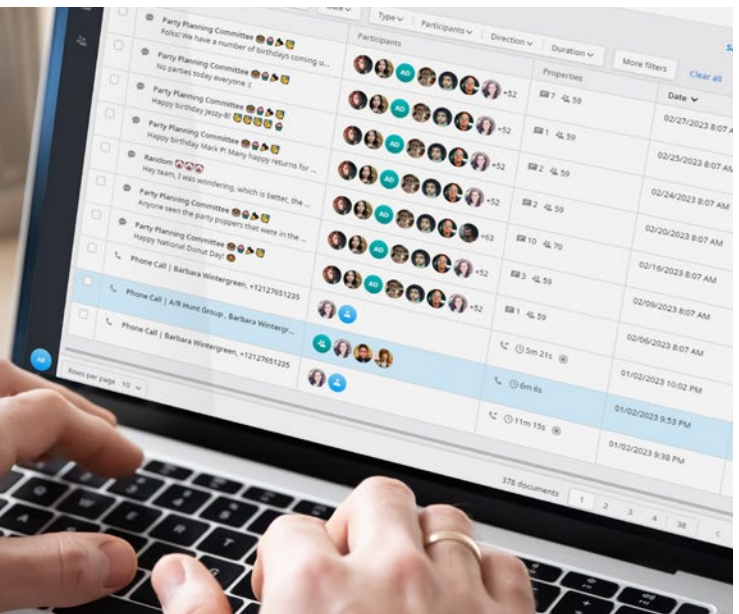 Type Participants Direction Duration More filters Clear all
Participants Properties Date
Party Planning Committee 
Folks! We have a number of birthdays coming u...
+52 7 59 02/27/2023 8:07 AM
Party Planning Committee
No parties today everyone :(
+52 1 59 02/25/2023 8:07 AM
Party Planning Committee
Happy birthday Jezzy-B!
+52 2 59 02/24/2023 8:07 AM
Party Planning Committee
Happy birthday Mark P! Many happy returns for ...
+63 2 59 02/20/2023 8:07 AM
Random
Hey team, I was wondering, which is better, the ...
+52 10 70 02/16/2023 8:07 AM
Party Planning Committee
Anyone seen the party poppers that were in the ...
+52 3 59 02/09/2023 8:07 AM
Party Planning Committee
Happy National Donut Day!
1 59 02/06/2023 8:07 AM
Phone Call | Barbara Wintergreen, +12127651235
5m 21s 01/02/2023 10:02 PM
Phone Call | A/R Hunt Group, Barbara Wintergr...
6m 6s 01/02/2023 9:53 PM
Phone Call | Barbara Wintergreen, +12127651235
11m 15s 01/02/2023 9:38 PM
Rows per page 10
378 documents 1 2 3 4 38